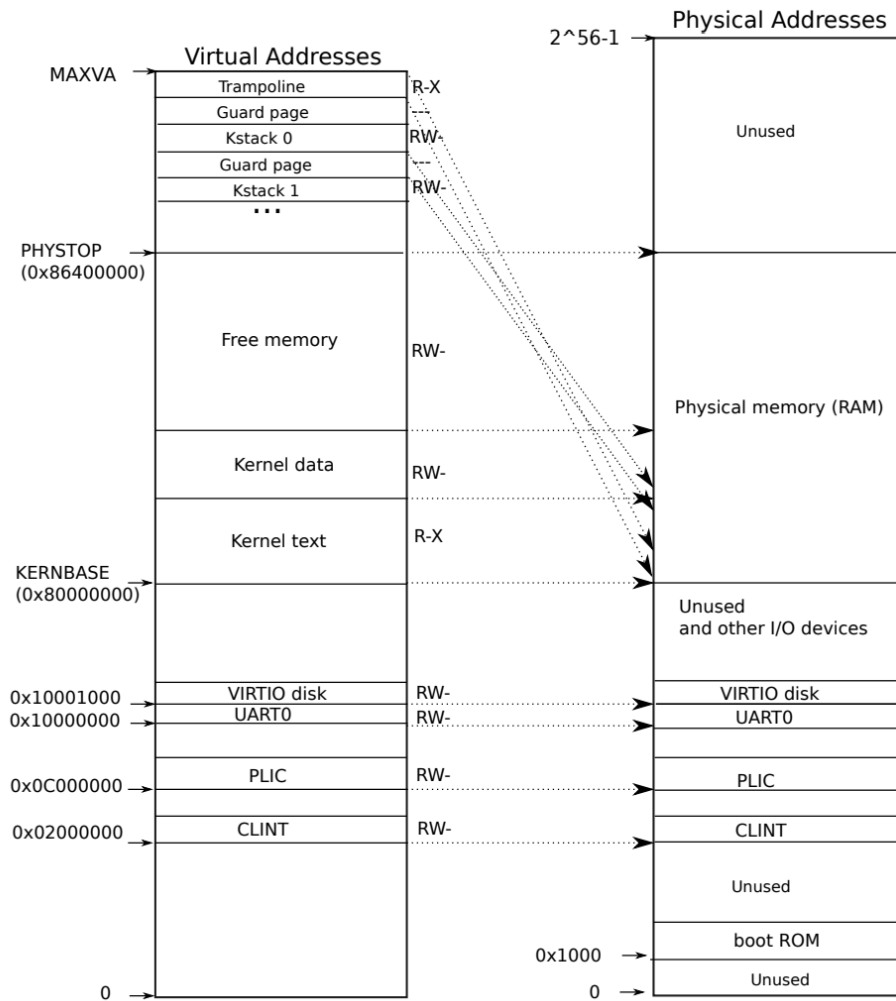 Physical Addresses
2^56-1
Virtual Addresses
MAXVA
Trampoline
R-X
Guard page
---
Unused
Kstack 0
RW-
Guard page
---
Kstack 1
RW-
...
PHYSTOP
(0x86400000)
Free memory
RW-
Physical memory (RAM)
Kernel data
RW-
Kernel text
R-X
KERNBASE
(0x80000000)
Unused
and other I/O devices
0x10001000
VIRTIO disk
RW-
VIRTIO disk
0x10000000
UART0
RW-
UART0
0x0C000000
PLIC
RW-
PLIC
0x02000000
CLINT
RW-
CLINT
Unused
boot ROM
0x1000
Unused
0
0